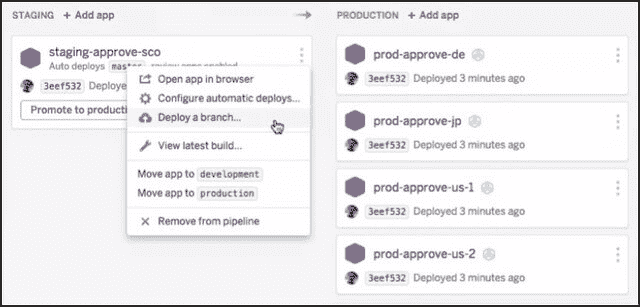 STAGING + Add app
staging-approve-sco
Auto deploys master review apps enabled
3eef532 Deployed
Promote to producti
Open app in browser
Configure automatic deploys...
Deploy a branch...
View latest build...
Move app to development
Move app to production
Remove from pipeline
PRODUCTION + Add app
prod-approve-de
3eef532 Deployed 3 minutes ago
prod-approve-jp
3eef532 Deployed 3 minutes ago
prod-approve-us-1
3eef532 Deployed 3 minutes ago
prod-approve-us-2
3eef532 Deployed 3 minutes ago